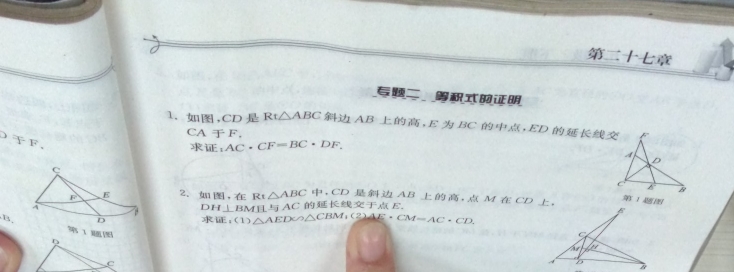 第二十七章
专题二 等积式的证明
1. 如图,CD 是 Rt△ABC 斜边 AB 上的高,E 为 BC 的中点,ED 的延长线交
CA 于 F.
求证:AC·CF=BC·DF.
F
A
D
C E B
第 1 题图
2. 如图,在 Rt△ABC 中,CD 是斜边 AB 上的高,点 M 在 CD 上,
DH⊥BM且与 AC 的延长线交于点 E.
求证:(1)△AED∽△CBM;(2)AE·CM=AC·CD.
E
C
M H
A D B
于 F.
C
F E
A D
第 1 题图
B.
D
C